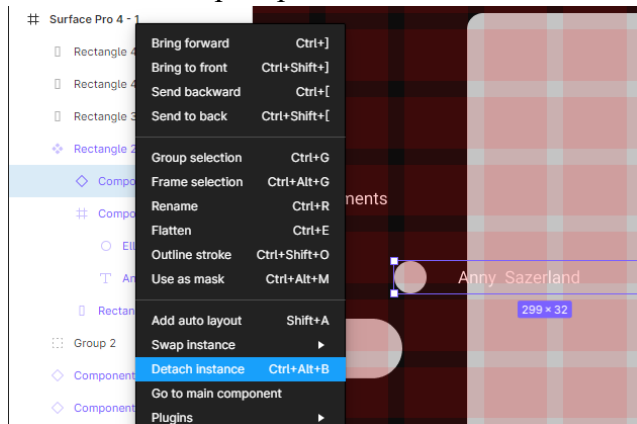 Surface Pro 4 - 1
Rectangle 4
Rectangle 4
Rectangle 3
Rectangle 2
Compo
Compo
Ell
An
Rectan
Group 2
Component
Component
Bring forward Ctrl+]
Bring to front Ctrl+Shift+]
Send backward Ctrl+[
Send to back Ctrl+Shift+[
Group selection Ctrl+G
Frame selection Ctrl+Alt+G
Rename Ctrl+R
Flatten Ctrl+E
Outline stroke Ctrl+Shift+O
Use as mask Ctrl+Alt+M
Add auto layout Shift+A
Swap instance
Detach instance Ctrl+Alt+B
Go to main component
Plugins
nents
Anny Sazerland
299 × 32